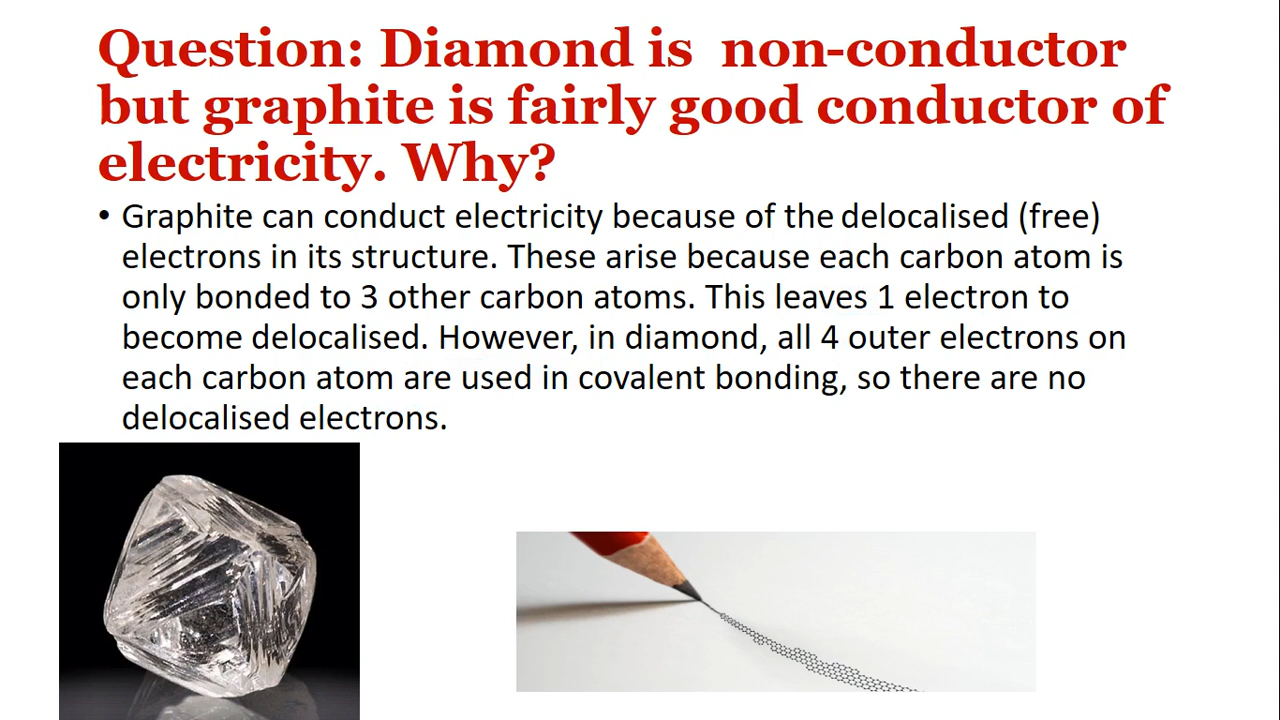 Question: Diamond is  non-conductor
but graphite is fairly good conductor of
electricity. Why?
• Graphite can conduct electricity because of the delocalised (free)
electrons in its structure. These arise because each carbon atom is
only bonded to 3 other carbon atoms. This leaves 1 electron to
become delocalised. However, in diamond, all 4 outer electrons on
each carbon atom are used in covalent bonding, so there are no
delocalised electrons.